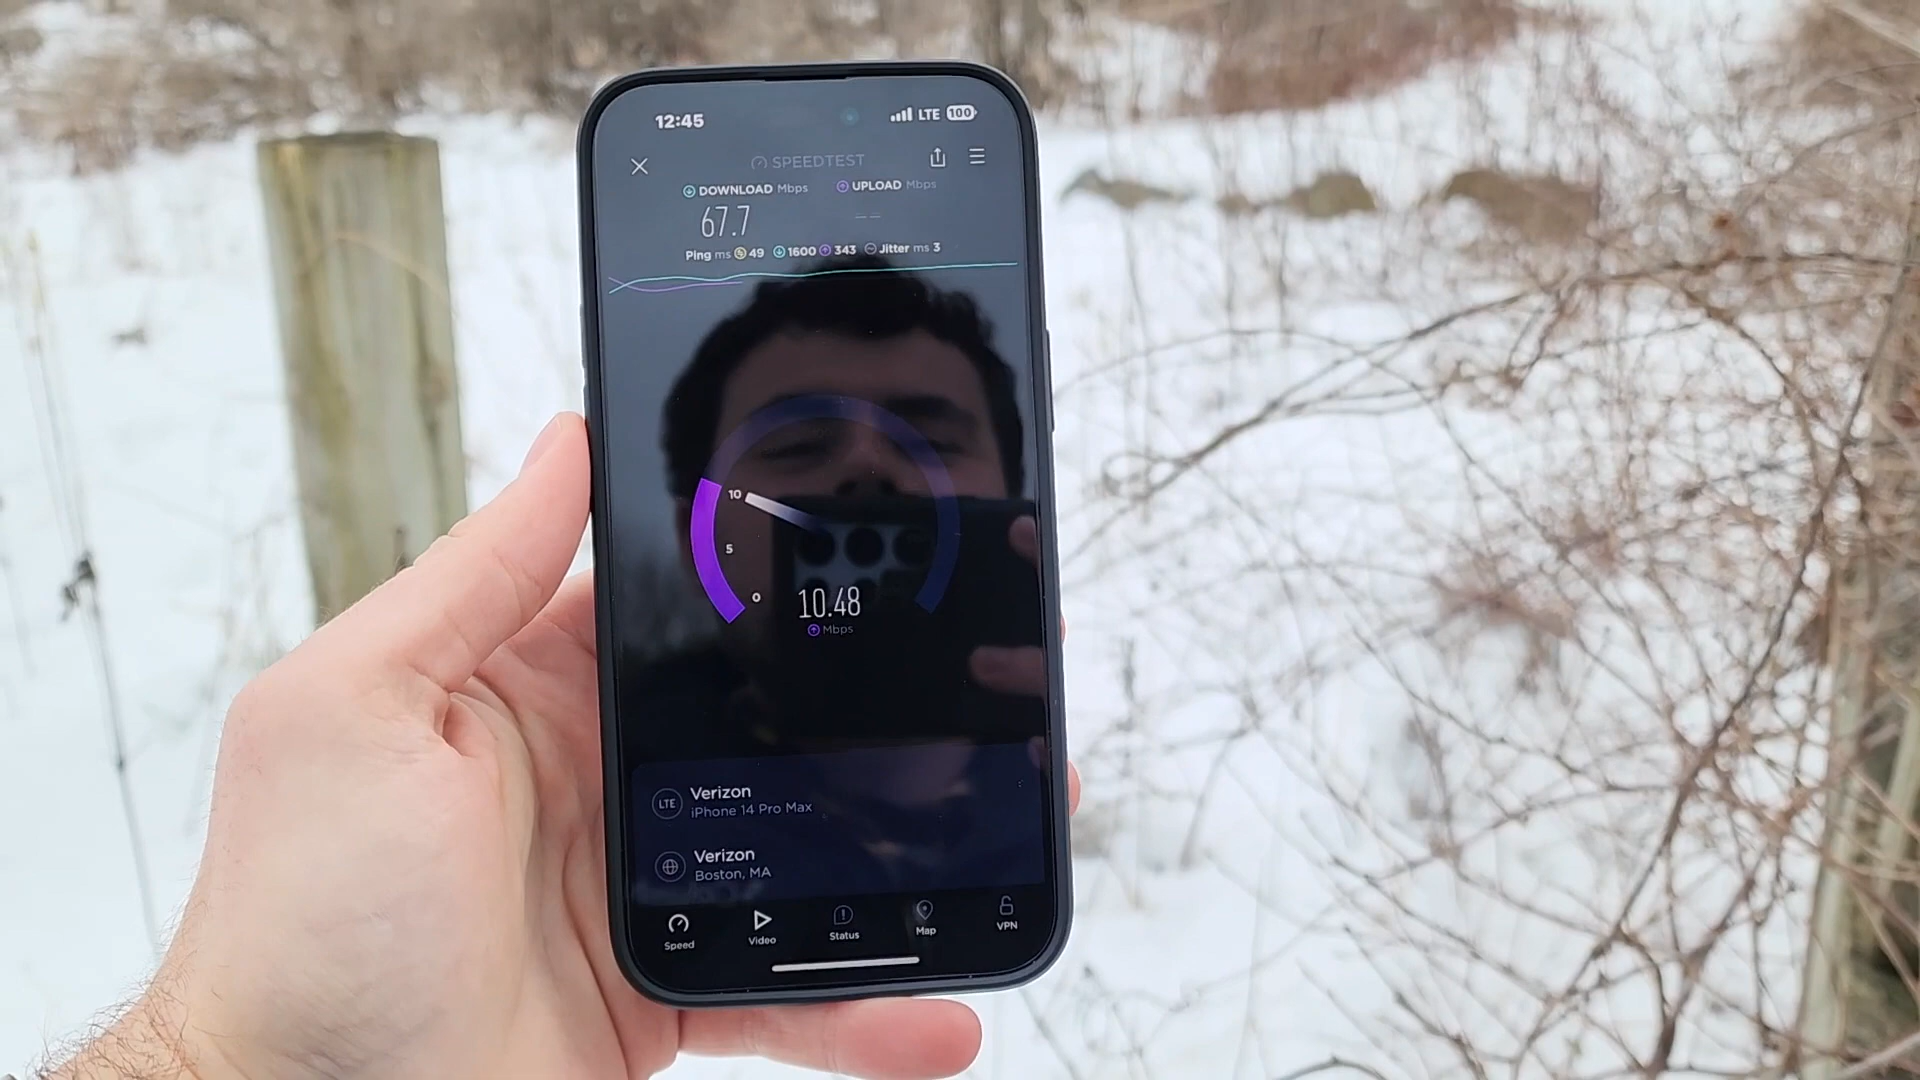 12:45 LTE 100
SPEEDTEST
DOWNLOAD Mbps UPLOAD Mbps
67.7 --
Ping ms 49 1600 343 Jitter ms 3
10
5
0
10.48
Mbps
LTE Verizon
iPhone 14 Pro Max
Verizon
Boston, MA
Speed Video Status Map VPN